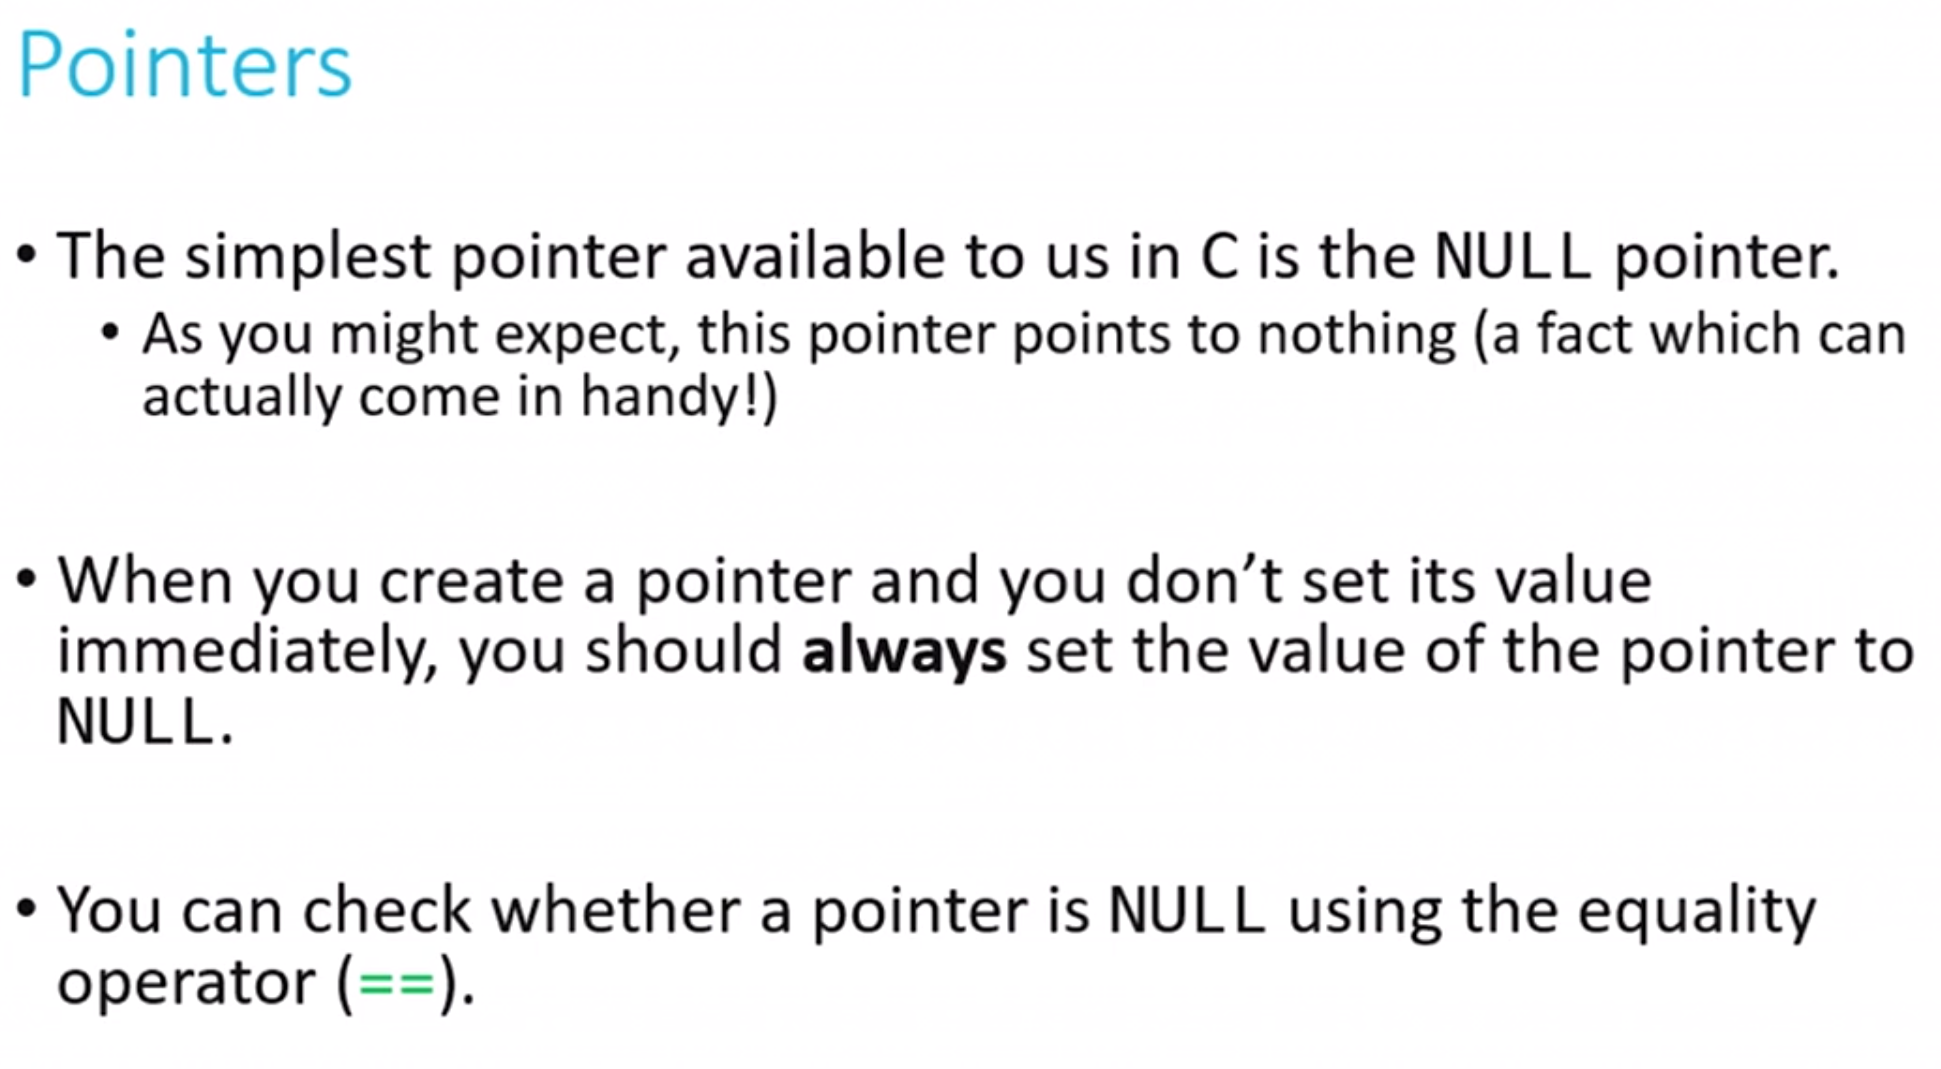 Pointers
• The simplest pointer available to us in C is the NULL pointer.
• As you might expect, this pointer points to nothing (a fact which can
actually come in handy!)
• When you create a pointer and you don’t set its value
immediately, you should always set the value of the pointer to
NULL.
• You can check whether a pointer is NULL using the equality
operator (==).